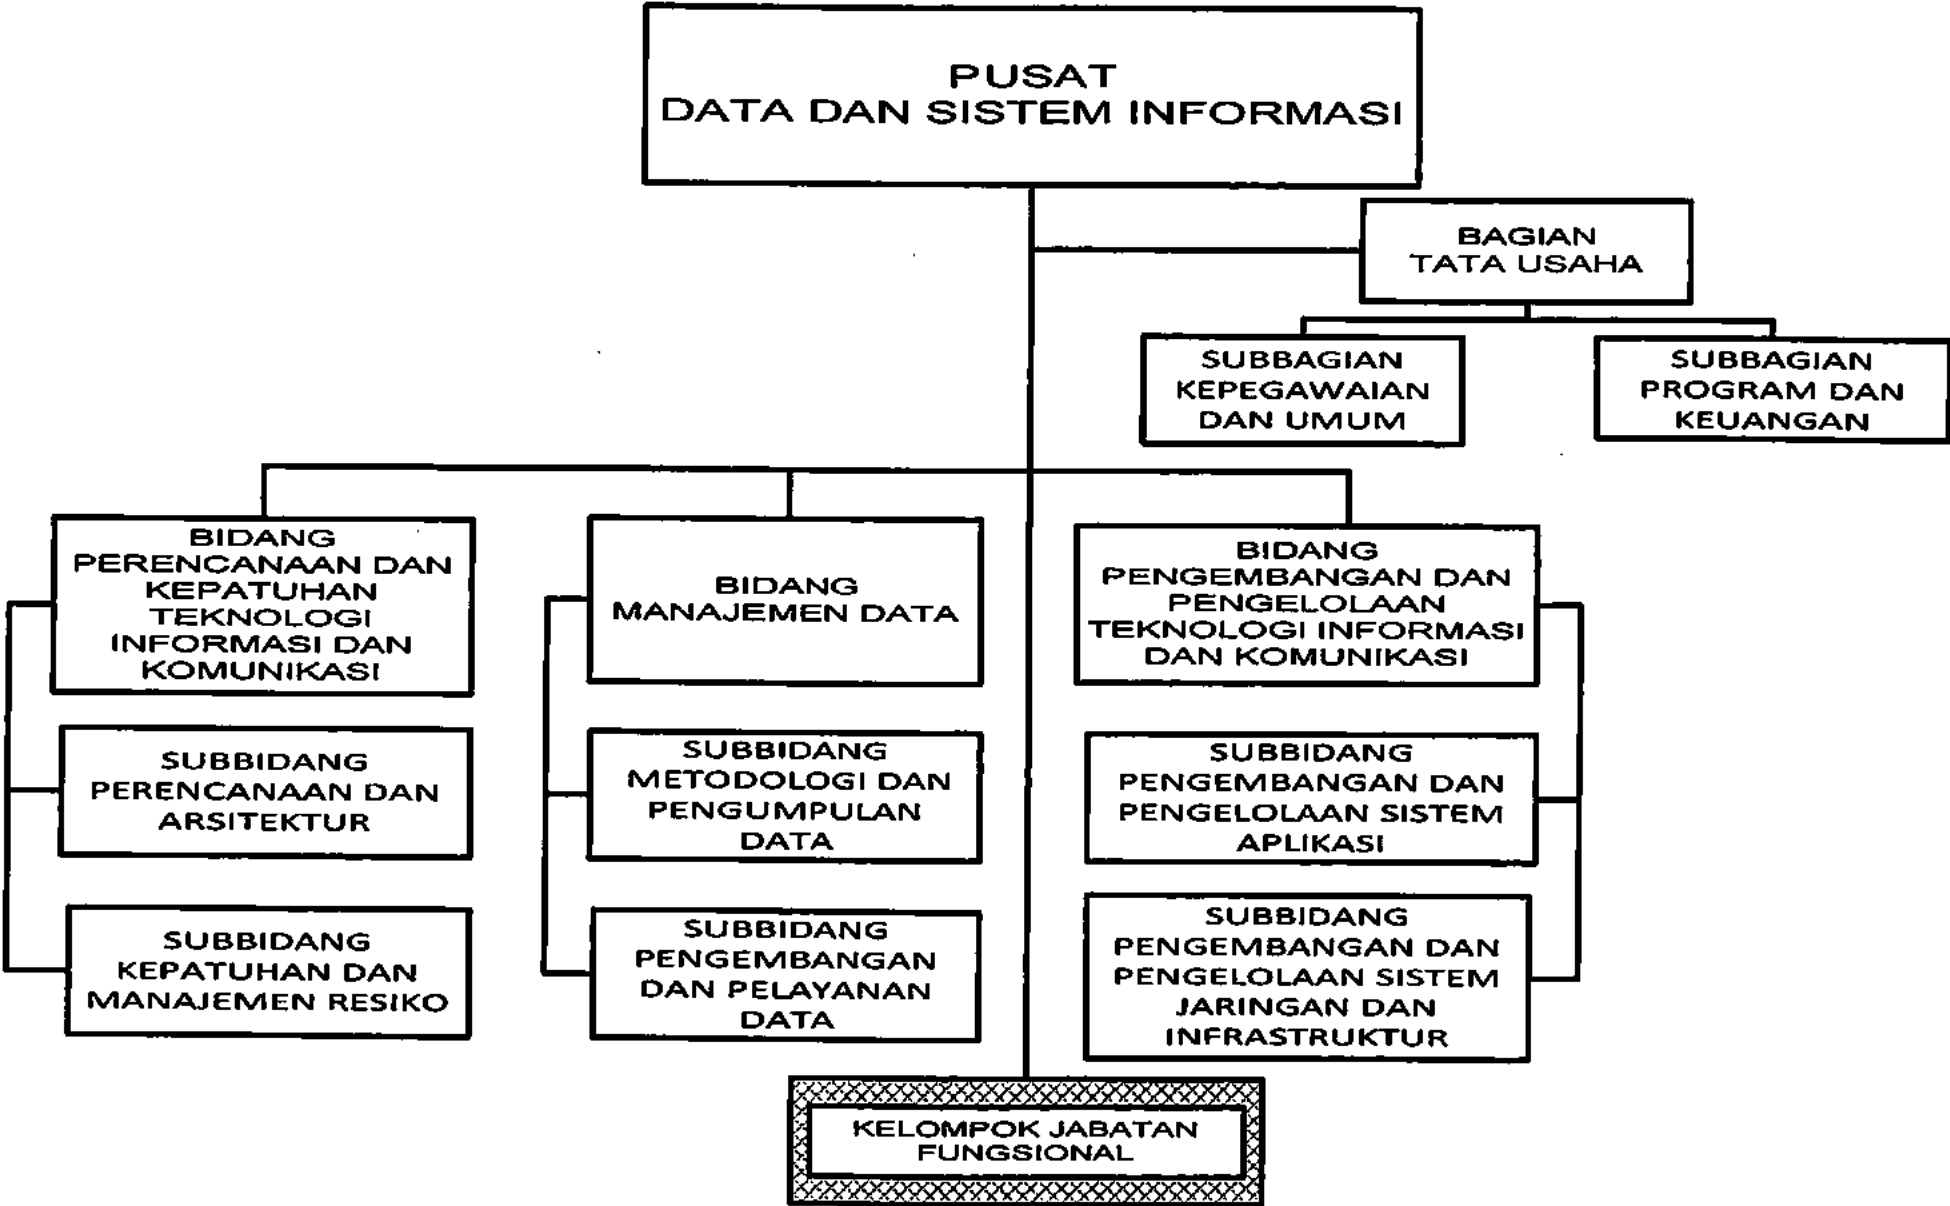 PUSAT
DATA DAN SISTEM INFORMASI
BAGIAN
TATA USAHA
SUBBAGIAN
KEPEGAWAIAN
DAN UMUM
SUBBAGIAN
PROGRAM DAN
KEUANGAN
BIDANG
PERENCANAAN DAN
KEPATUHAN
TEKNOLOGI
INFORMASI DAN
KOMUNIKASI
SUBBIDANG
PERENCANAAN DAN
ARSITEKTUR
SUBBIDANG
KEPATUHAN DAN
MANAJEMEN RESIKO
BIDANG
MANAJEMEN DATA
SUBBIDANG
METODOLOGI DAN
PENGUMPULAN
DATA
SUBBIDANG
PENGEMBANGAN
DAN PELAYANAN
DATA
BIDANG
PENGEMBANGAN DAN
PENGELOLAAN
TEKNOLOGI INFORMASI
DAN KOMUNIKASI
SUBBIDANG
PENGEMBANGAN DAN
PENGELOLAAN SISTEM
APLIKASI
SUBBIDANG
PENGEMBANGAN DAN
PENGELOLAAN SISTEM
JARINGAN DAN
INFRASTRUKTUR
KELOMPOK JABATAN
FUNGSIONAL